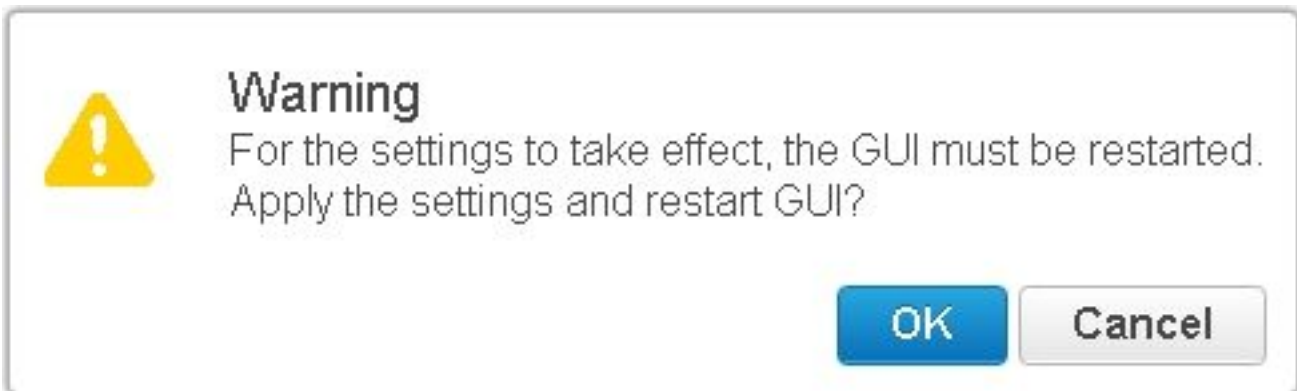 Warning
For the settings to take effect, the GUI must be restarted.
Apply the settings and restart GUI?
OK Cancel